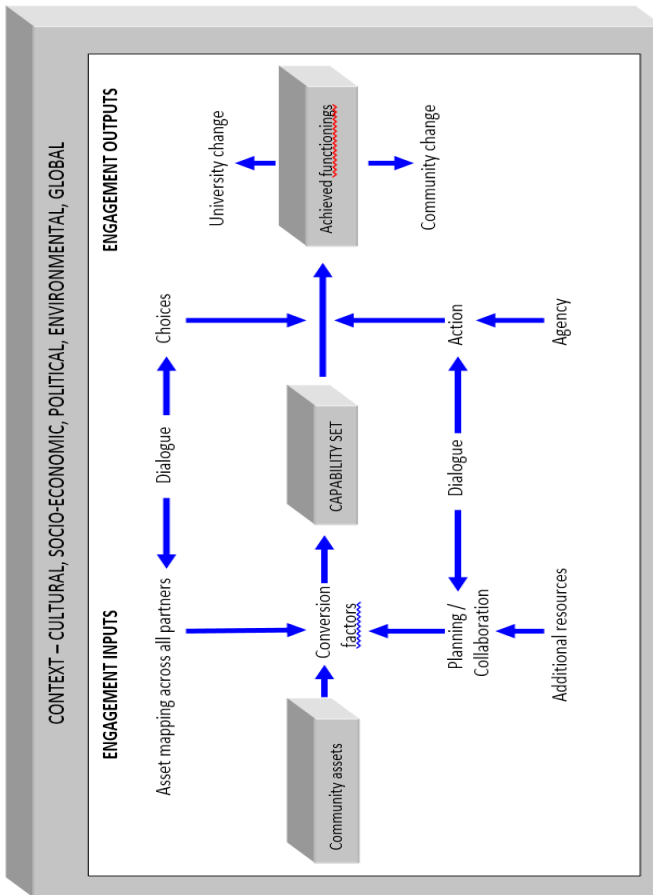 CONTEXT – CULTURAL, SOCIO-ECONOMIC, POLITICAL, ENVIRONMENTAL, GLOBAL
ENGAGEMENT INPUTS
ENGAGEMENT OUTPUTS
Asset mapping across all partners
Dialogue
Choices
University change
Community assets
Conversion
factors
CAPABILITY SET
Achieved functionings
Planning /
Collaboration
Dialogue
Action
Community change
Additional resources
Agency